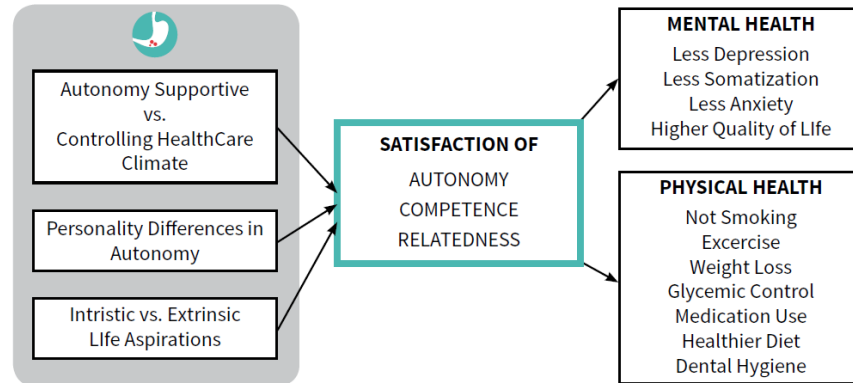 Autonomy Supportive
vs.
Controlling HealthCare
Climate
Personality Differences in
Autonomy
Intristic vs. Extrinsic
LIfe Aspirations
SATISFACTION OF
AUTONOMY
COMPETENCE
RELATEDNESS
MENTAL HEALTH
Less Depression
Less Somatization
Less Anxiety
Higher Quality of LIfe
PHYSICAL HEALTH
Not Smoking
Excercise
Weight Loss
Glycemic Control
Medication Use
Healthier Diet
Dental Hygiene